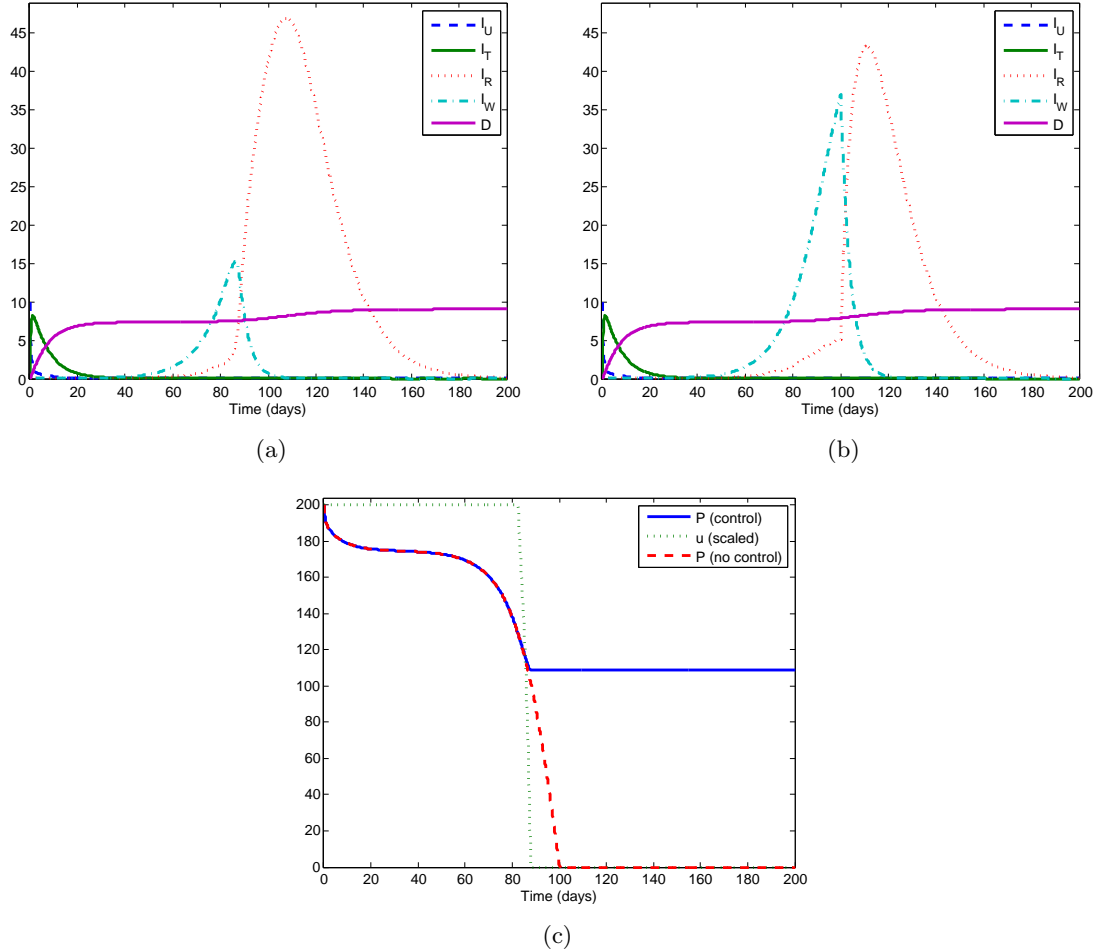 45
40
35
30
25
20
15
10
5
0
I_U
I_T
I_R
I_W
D
0 20 40 60 80 100 120 140 160 180 200
Time (days)
(a)
45
40
35
30
25
20
15
10
5
0
I_U
I_T
I_R
I_W
D
0 20 40 60 80 100 120 140 160 180 200
Time (days)
(b)
200
180
160
140
120
100
80
60
40
20
0
P (control)
u (scaled)
P (no control)
0 20 40 60 80 100 120 140 160 180 200
Time (days)
(c)